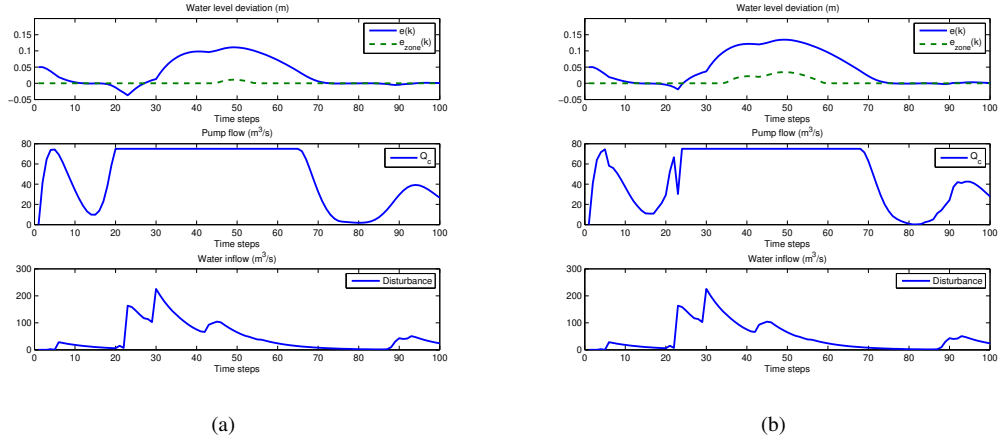 Water level deviation (m)
0.15
0.1
0.05
0
−0.05
e(k)
e_zone(k)
0 10 20 30 40 50 60 70 80 90 100
Time steps
Pump flow (m³/s)
80
60
40
20
0
Q_c
0 10 20 30 40 50 60 70 80 90 100
Time steps
Water inflow (m³/s)
300
200
100
0
Disturbance
0 10 20 30 40 50 60 70 80 90 100
Time steps
(a)
Water level deviation (m)
0.15
0.1
0.05
0
−0.05
e(k)
e_zone(k)
0 10 20 30 40 50 60 70 80 90 100
Time steps
Pump flow (m³/s)
80
60
40
20
0
Q_c
0 10 20 30 40 50 60 70 80 90 100
Time steps
Water inflow (m³/s)
300
200
100
0
Disturbance
0 10 20 30 40 50 60 70 80 90 100
Time steps
(b)